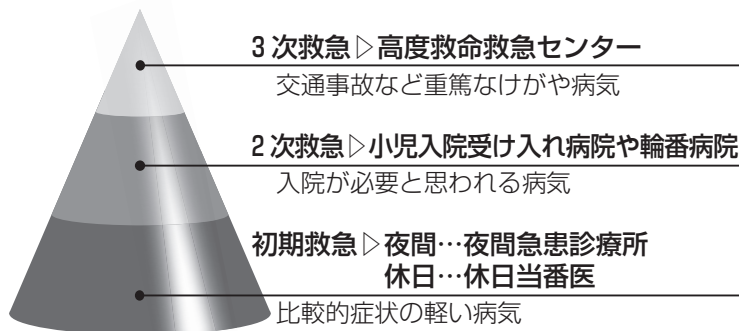 3次救急▷高度救命救急センター
交通事故など重篤なけがや病気
2次救急▷小児入院受け入れ病院や輪番病院
入院が必要と思われる病気
初期救急▷夜間…夜間急患診療所
休日…休日当番医
比較的症状の軽い病気